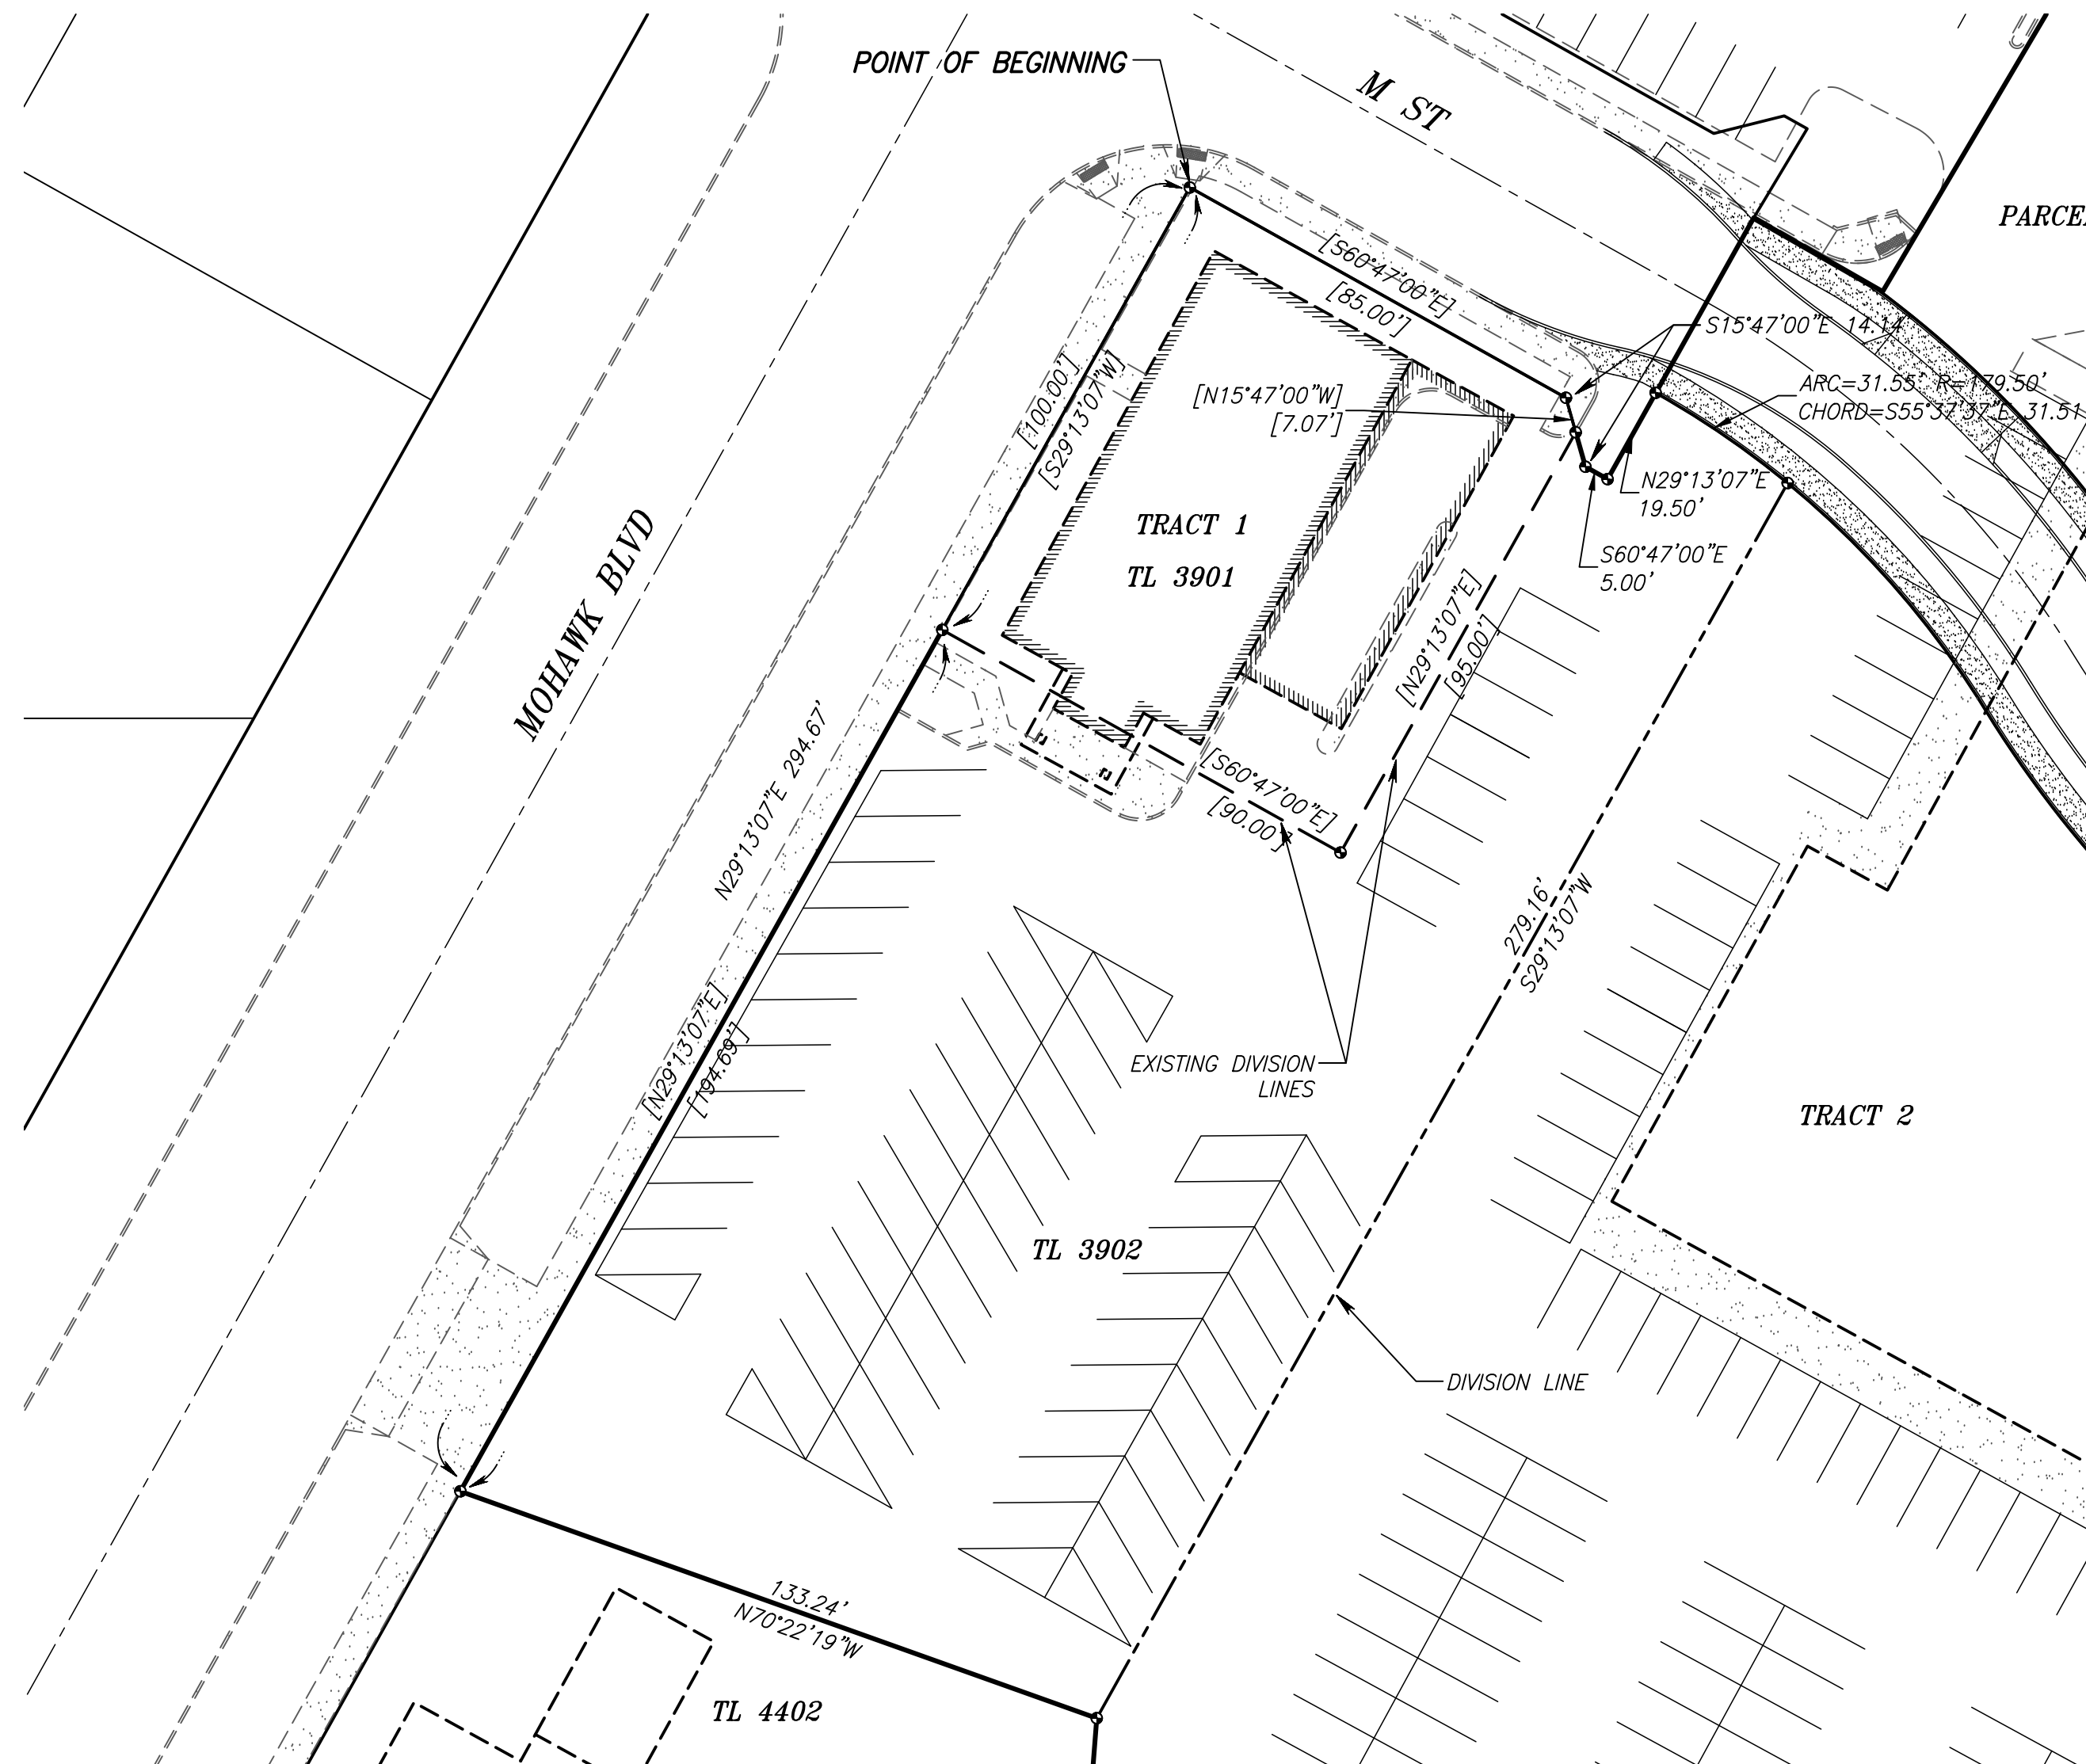 POINT OF BEGINNING
M ST
[S60°47'00"E]
[85.00']
S15°47'00"E 14.14'
ARC=31.55' R=179.50'
CHORD=S55°37'37"E 31.51
[N15°47'00"W]
[7.07']
[100.00']
[S29°13'07"W]
N29°13'07"E
19.50'
S60°47'00"E
5.00'
TRACT 1
TL 3901
MOHAWK BLVD
[N29°13'07"E]
[95.00']
N29°13'07"E 294.67'
[S60°47'00"E]
[90.00']
279.16'
S29°13'07"W
[N29°13'07"E]
[194.69']
EXISTING DIVISION
LINES
TRACT 2
TL 3902
DIVISION LINE
133.24'
N70°22'19"W
TL 4402